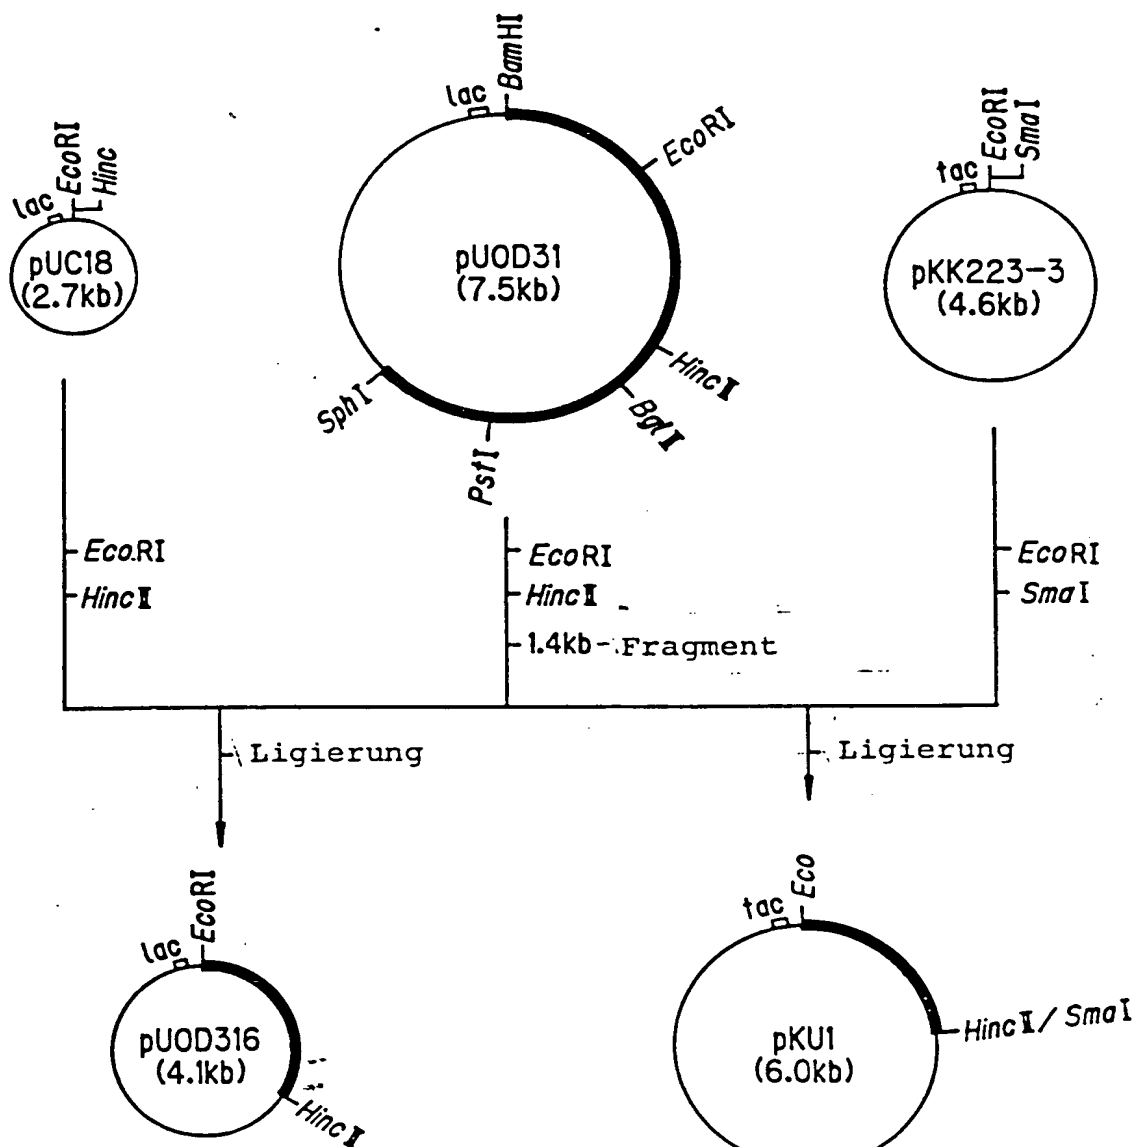 lac
EcoRI
Hinc
pUC18
(2.7kb)
lac
BamHI
EcoRI
pUOD31
(7.5kb)
HincII
BglII
PstI
SphI
tac
EcoRI
SmaI
pKK223-3
(4.6kb)
EcoRI
HincII
EcoRI
HincII
1.4kb-Fragment
EcoRI
SmaI
Ligierung
Ligierung
lac
EcoRI
pUOD316
(4.1kb)
HincII
tac
Eco
pKU1
(6.0kb)
HincII/SmaI